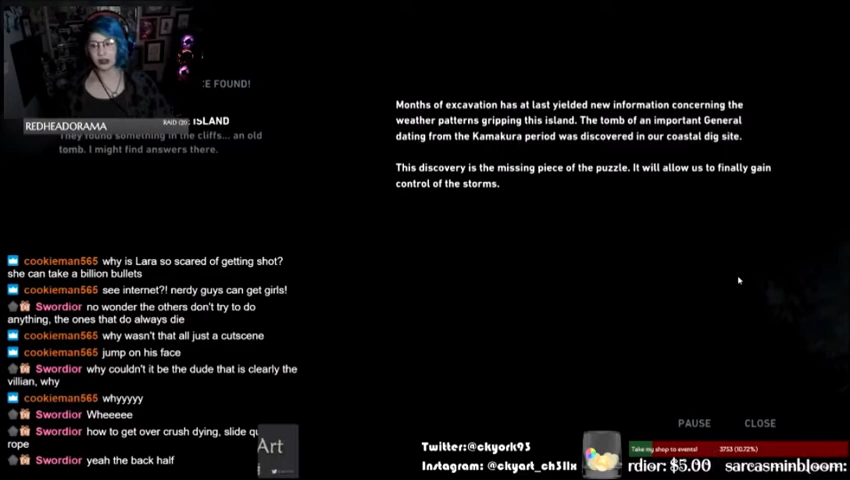 CE FOUND!
REDHEADORAMA
RAID (25)
ISLAND
They found something in the cliffs... an old
tomb. I might find answers there.
Months of excavation has at last yielded new information concerning the
weather patterns gripping this island. The tomb of an important General
dating from the Kamakura period was discovered in our coastal dig site.
This discovery is the missing piece of the puzzle. It will allow us to finally gain
control of the storms.
cookieman565 why is Lara so scared of getting shot?
she can take a billion bullets
cookieman565 see internet?! nerdy guys can get girls!
Swordior no wonder the others don't try to do
anything, the ones that do always die
cookieman565 why wasn't that all just a cutscene
cookieman565 jump on his face
Swordior why couldn't it be the dude that is clearly the
villian, why
cookieman565 whyyyyy
Swordior Wheeeee
Swordior how to get over crush dying, slide
rope
Swordior yeah the back half
Art
PAUSE CLOSE
Twitter:@ckyork93
Instagram: @ckyart_ch3llx
Take my shop to events! 3753 (10.72%)
rdior: $5.00 sarcasminbloom: